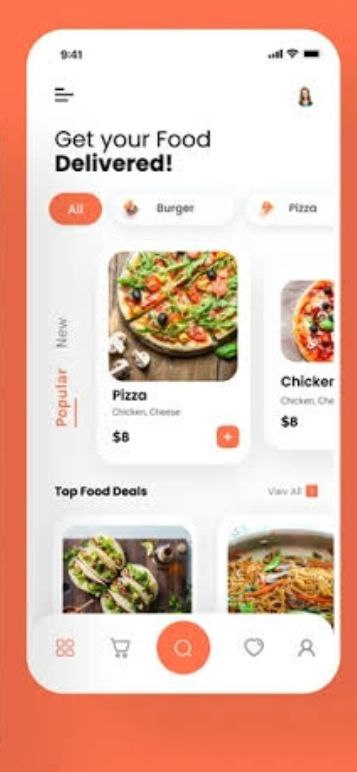 9:41
Get your Food
Delivered!
All
Burger
Pizza
New
Popular
Pizza
Chicken, Cheese
$8
Chicken, Che
$8
Top Food Deals
View All